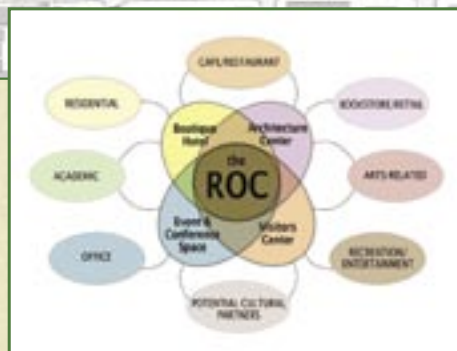 CAFE/RESTAURANT
RESIDENTIAL
BOOKSTORE/RETAIL
Boutique
Hotel
Architecture
Center
the
ROC
ACADEMIC
ARTS-RELATED
Event &
Conference
Space
Visitors
Center
OFFICE
RECREATION/
ENTERTAINMENT
POTENTIAL CULTURAL
PARTNERS